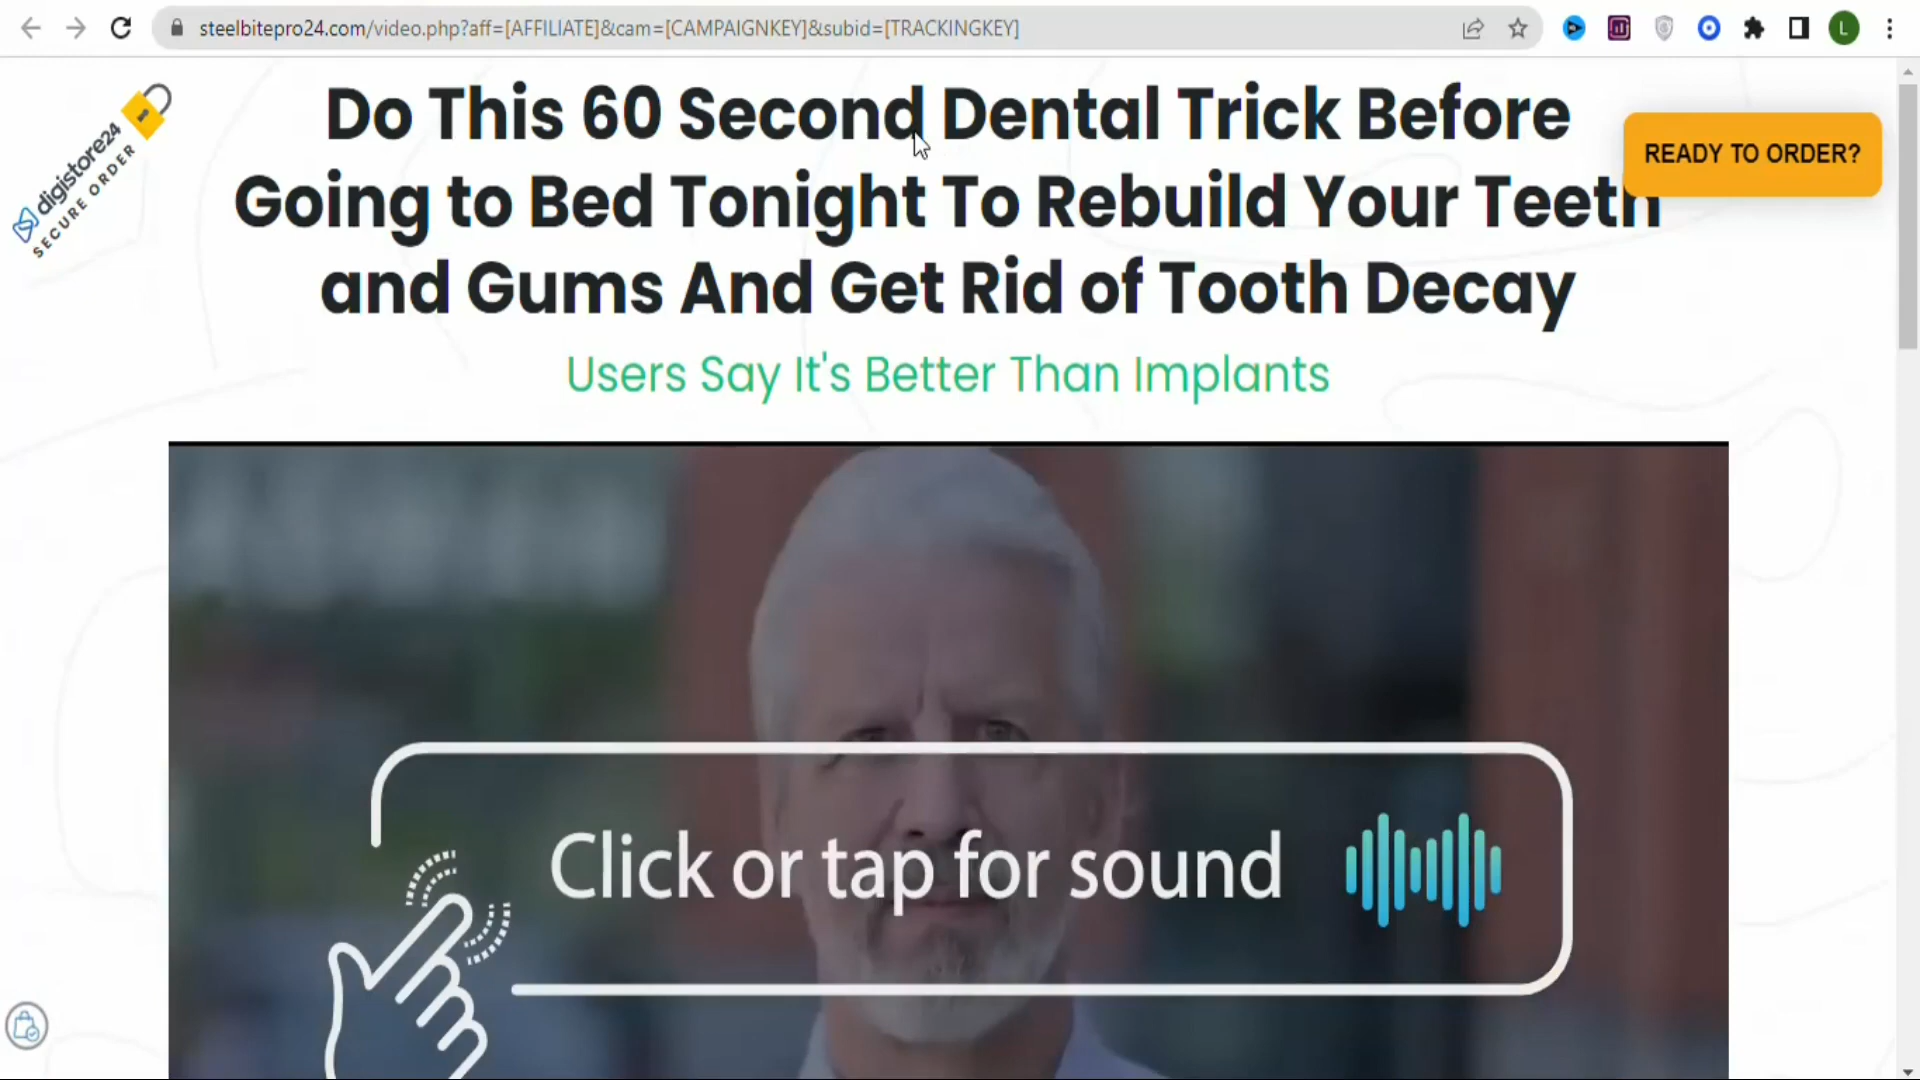 steelbitepro24.com/video.php?aff=[AFFILIATE]&cam=[CAMPAIGNKEY]&subid=[TRACKINGKEY]
L
digistore24
SECURE ORDER
Do This 60 Second Dental Trick Before
Going to Bed Tonight To Rebuild Your Teeth
and Gums And Get Rid of Tooth Decay
READY TO ORDER?
Users Say It's Better Than Implants
Click or tap for sound